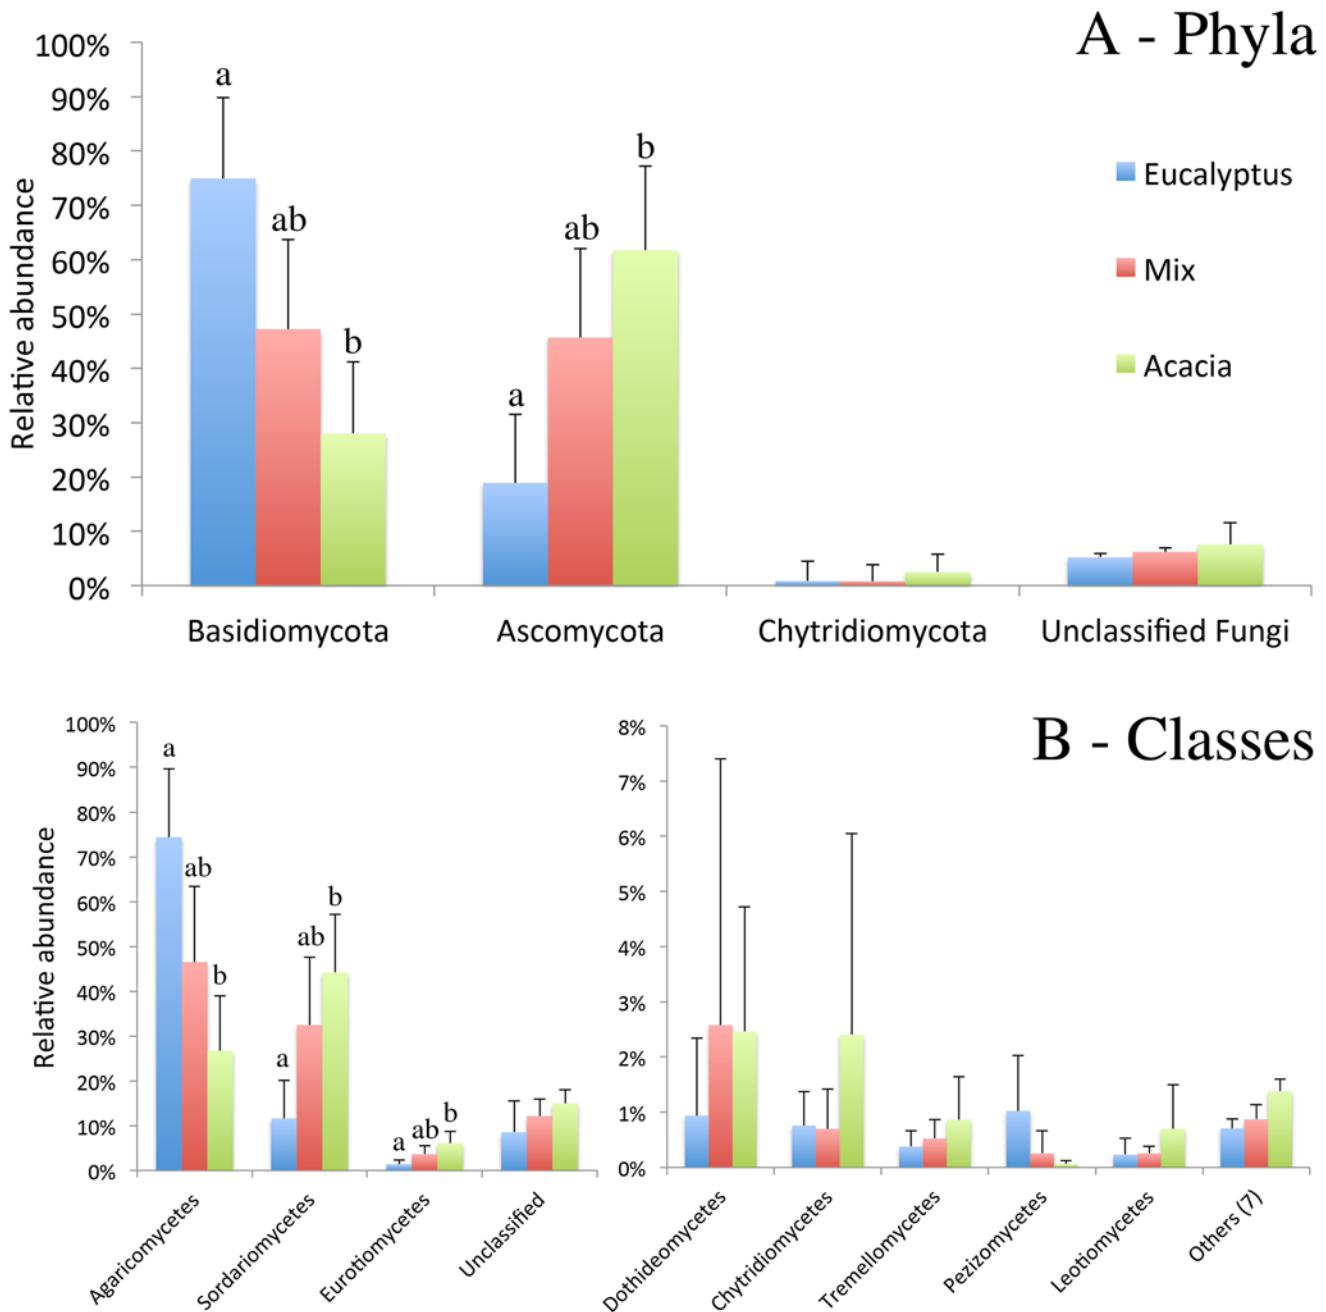 A - Phyla
100%
90%
80%
70%
60%
50%
40%
30%
20%
10%
0%
Relative abundance
a
ab
b
a
ab
b
Eucalyptus
Mix
Acacia
Basidiomycota
Ascomycota
Chytridiomycota
Unclassified Fungi
B - Classes
100%
90%
80%
70%
60%
50%
40%
30%
20%
10%
0%
Relative abundance
a
ab
b
a
ab
b
a
ab
b
Agaricomycetes
Sordariomycetes
Eurotiomycetes
Unclassified
8%
7%
6%
5%
4%
3%
2%
1%
0%
Dothideomycetes
Chytridiomycetes
Tremellomycetes
Pezizomycetes
Leotiomycetes
Others (7)